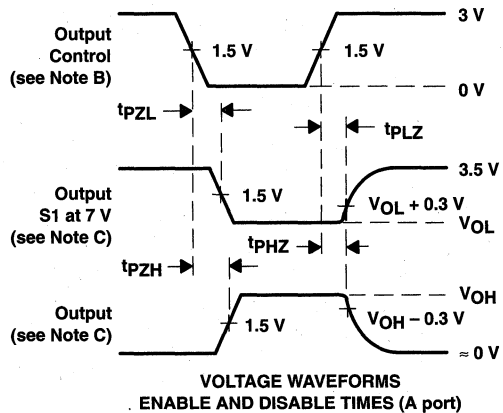 3 V
Output
Control
(see Note B)
1.5 V
1.5 V
0 V
tPZL
tPLZ
3.5 V
Output
S1 at 7 V
(see Note C)
1.5 V
VOL + 0.3 V
VOL
tPHZ
tPZH
VOH
Output
(see Note C)
1.5 V
VOH – 0.3 V
≈ 0 V
VOLTAGE WAVEFORMS
ENABLE AND DISABLE TIMES (A port)